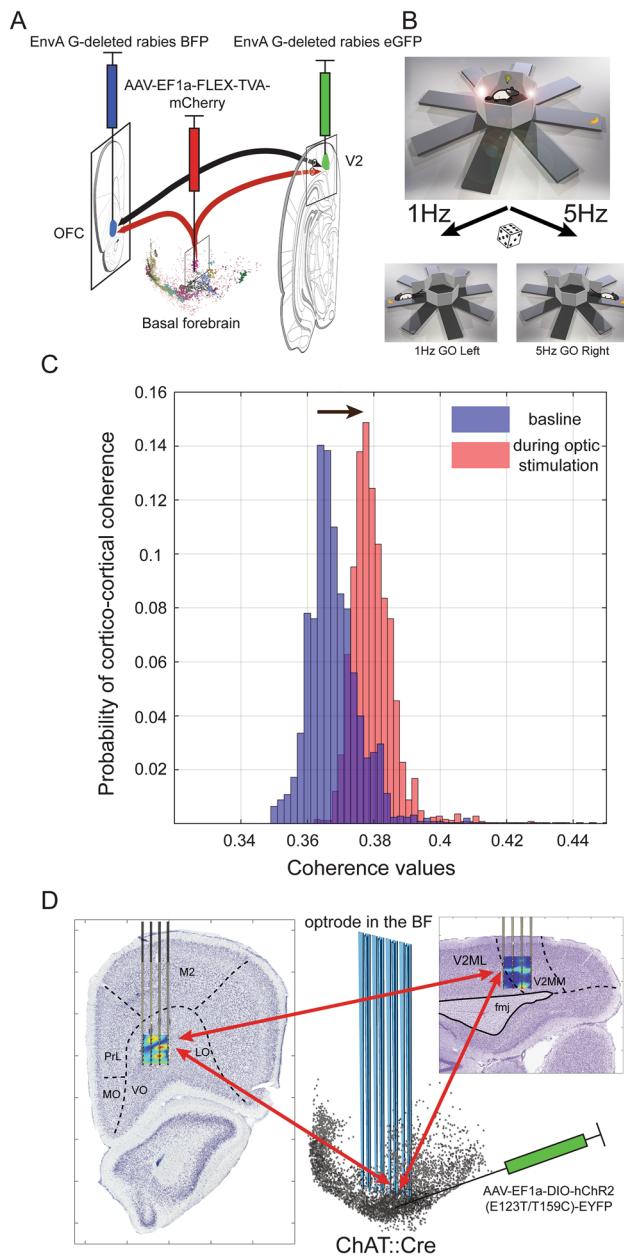 A
EnvA G-deleted rabies BFP
EnvA G-deleted rabies eGFP
AAV-EF1a-FLEX-TVA-
mCherry
V2
OFC
Basal forebrain
B
1Hz
5Hz
1Hz GO Left
5Hz GO Right
C
Probability of cortico-cortical coherence
0.16
0.14
0.12
0.1
0.08
0.06
0.04
0.02
basline
during optic
stimulation
0.34
0.36
0.38
0.4
0.42
0.44
Coherence values
D
M2
PrL
MO
VO
LO
optrode in the BF
V2ML
V2MM
fmj
AAV-EF1a-DIO-hChR2
(E123T/T159C)-EYFP
ChAT::Cre